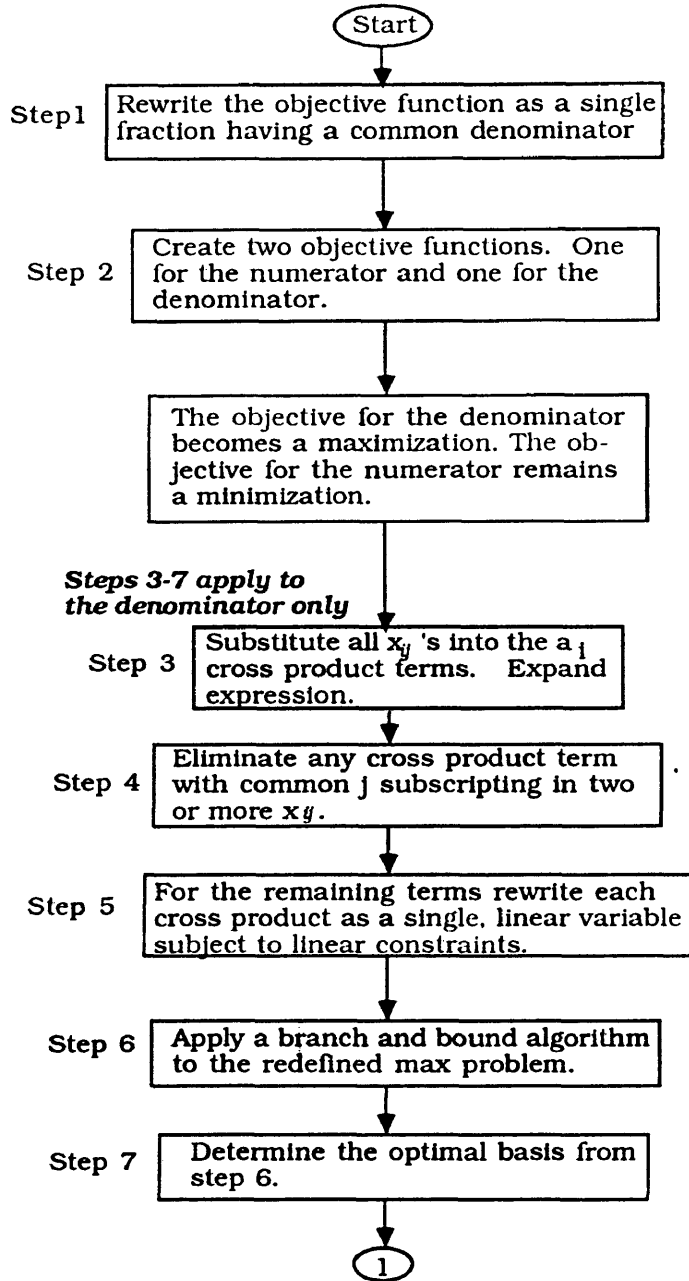 Start
Step1
Rewrite the objective function as a single
fraction having a common denominator
Step 2
Create two objective functions. One
for the numerator and one for the
denominator.
The objective for the denominator
becomes a maximization. The ob-
jective for the numerator remains
a minimization.
Steps 3-7 apply to
the denominator only
Step 3
Substitute all x_ij 's into the a_j
cross product terms. Expand
expression.
Step 4
Eliminate any cross product term
with common j subscripting in two
or more x_ij.
Step 5
For the remaining terms rewrite each
cross product as a single, linear variable
subject to linear constraints.
Step 6
Apply a branch and bound algorithm
to the redefined max problem.
Step 7
Determine the optimal basis from
step 6.
1